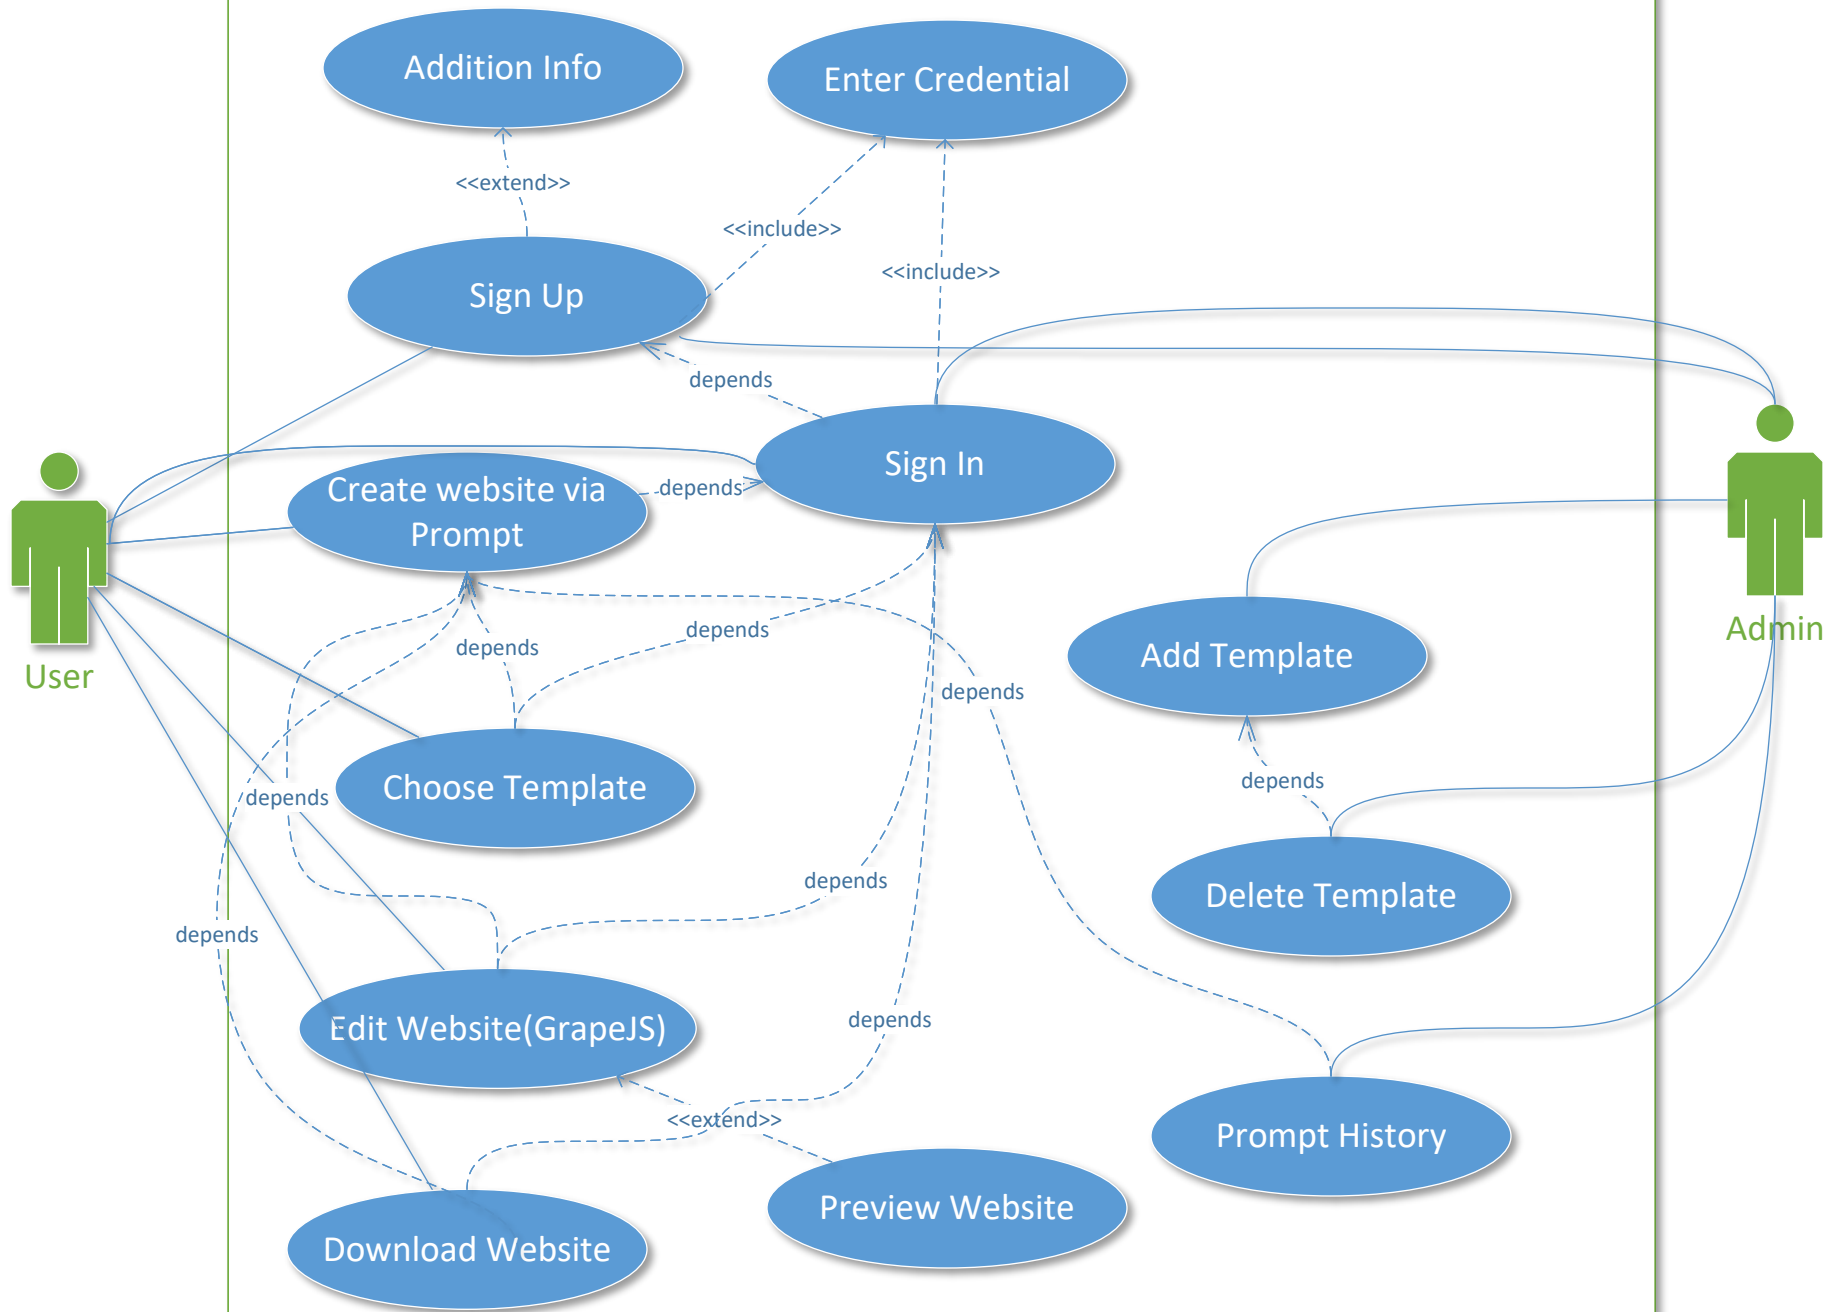 Addition Info
Enter Credential
<<extend>>
<<include>>
<<include>>
Sign Up
depends
Sign In
Create website via
Prompt
depends
User
Admin
depends
depends
Add Template
depends
Choose Template
depends
depends
depends
Delete Template
depends
Edit Website(GrapeJS)
depends
<<extend>>
Prompt History
Preview Website
Download Website